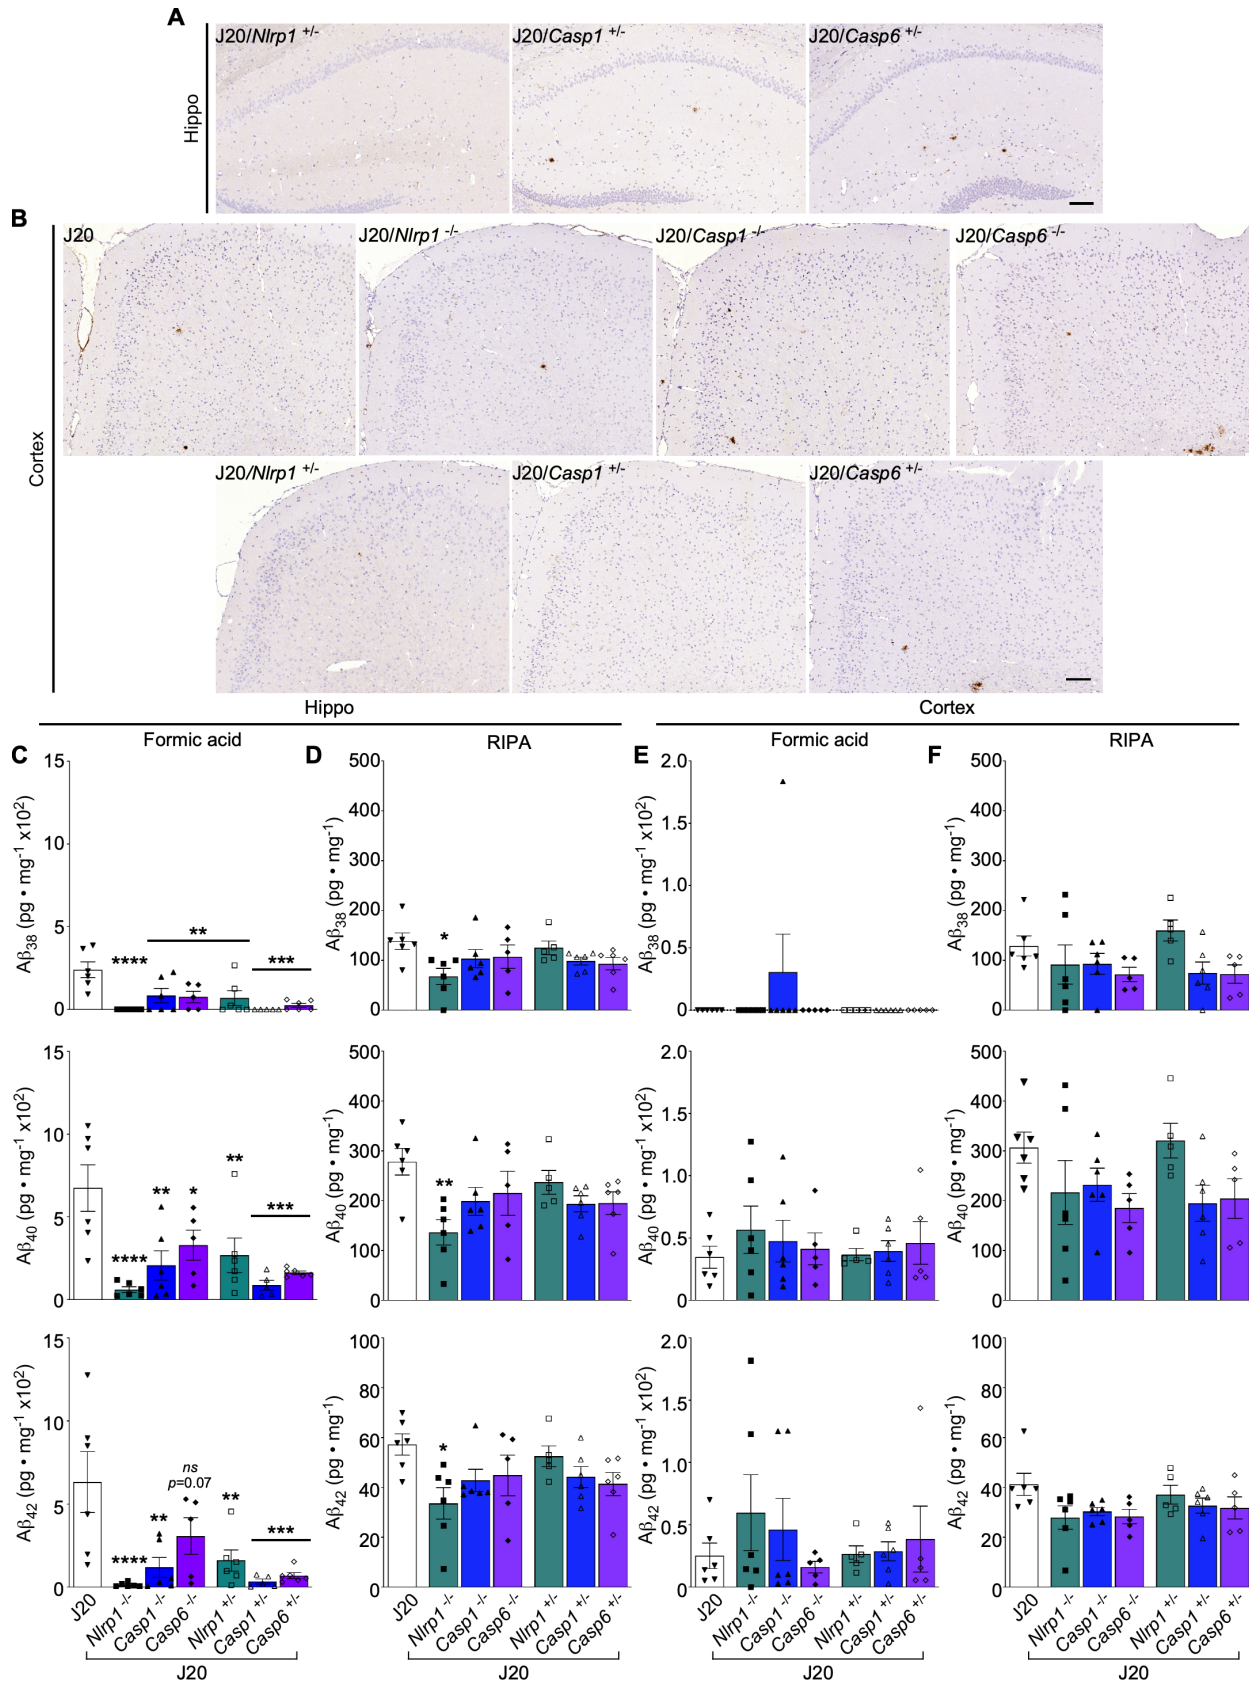 A
Hippo
J20/Nlrp1 +/-
J20/Casp1 +/-
J20/Casp6 +/-
B
Cortex
J20
J20/Nlrp1 -/-
J20/Casp1 -/-
J20/Casp6 -/-
J20/Nlrp1 +/-
J20/Casp1 +/-
J20/Casp6 +/-
Hippo
Cortex
C
Formic acid
D
RIPA
E
Formic acid
F
RIPA
Aβ38 (pg • mg-1 x102)
15
10
5
0
****
**
***
Aβ38 (pg • mg-1)
500
400
300
200
100
0
*
Aβ38 (pg • mg-1 x102)
2.0
1.0
0.5
0
Aβ38 (pg • mg-1)
500
400
300
200
100
0
Aβ40 (pg • mg-1 x102)
15
10
5
0
****
**
*
**
***
Aβ40 (pg • mg-1)
500
400
300
200
100
0
**
Aβ40 (pg • mg-1 x102)
2.0
1.5
1.0
0.5
0
Aβ40 (pg • mg-1)
500
400
300
200
100
0
Aβ42 (pg • mg-1 x102)
15
10
5
0
****
**
ns
p=0.07
**
***
Aβ42 (pg • mg-1)
100
80
60
40
20
0
*
Aβ42 (pg • mg-1 x102)
2.0
1.5
1.0
0.5
0
Aβ42 (pg • mg-1)
100
80
60
40
20
0
J20
Nlrp1 -/-
Casp1 -/-
Casp6 -/-
Nlrp1 +/-
Casp1 +/-
Casp6 +/-
J20
J20
Nlrp1 -/-
Casp1 -/-
Casp6 -/-
Nlrp1 +/-
Casp1 +/-
Casp6 +/-
J20
J20
Nlrp1 -/-
Casp1 -/-
Casp6 -/-
Nlrp1 +/-
Casp1 +/-
Casp6 +/-
J20
J20
Nlrp1 -/-
Casp1 -/-
Casp6 -/-
Nlrp1 +/-
Casp1 +/-
Casp6 +/-
J20